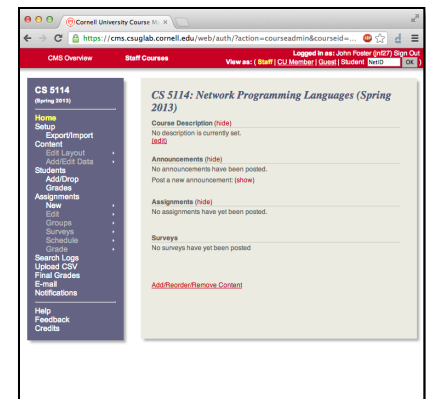 Cornell University Course M
https://cms.csuglab.cornell.edu/web/auth/?action=courseadmin&courseid=...
CMS Overview
Staff Courses
Logged in as: John Foster (jnf27) Sign Out
View as: ( Staff | CU Member | Guest | Student NetID OK )
CS 5114
(Spring 2013)
Home
Setup
Export/Import
Content
Edit Layout
Add/Edit Data
Students
Add/Drop
Grades
Assignments
New
Edit
Groups
Surveys
Schedule
Grade
Search Logs
Upload CSV
Final Grades
E-mail
Notifications
Help
Feedback
Credits
CS 5114: Network Programming Languages (Spring
2013)
Course Description (hide)
No description is currently set.
(edit)
Announcements (hide)
No announcements have been posted.
Post a new announcement: (show)
Assignments (hide)
No assignments have yet been posted.
Surveys
No surveys have yet been posted
Add/Reorder/Remove Content